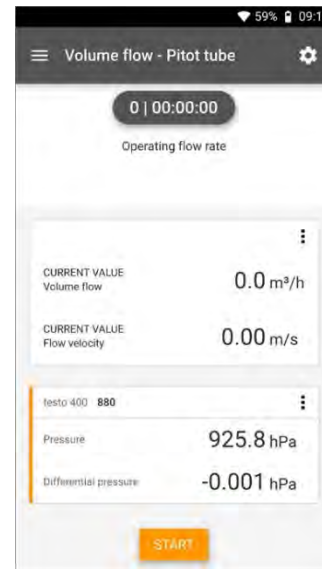 59% 09:1
Volume flow - Pitot tube
0 | 00:00:00
Operating flow rate
CURRENT VALUE
Volume flow
0.0 m³/h
CURRENT VALUE
Flow velocity
0.00 m/s
testo 400 880
Pressure
925.8 hPa
Differential pressure
-0.001 hPa
START